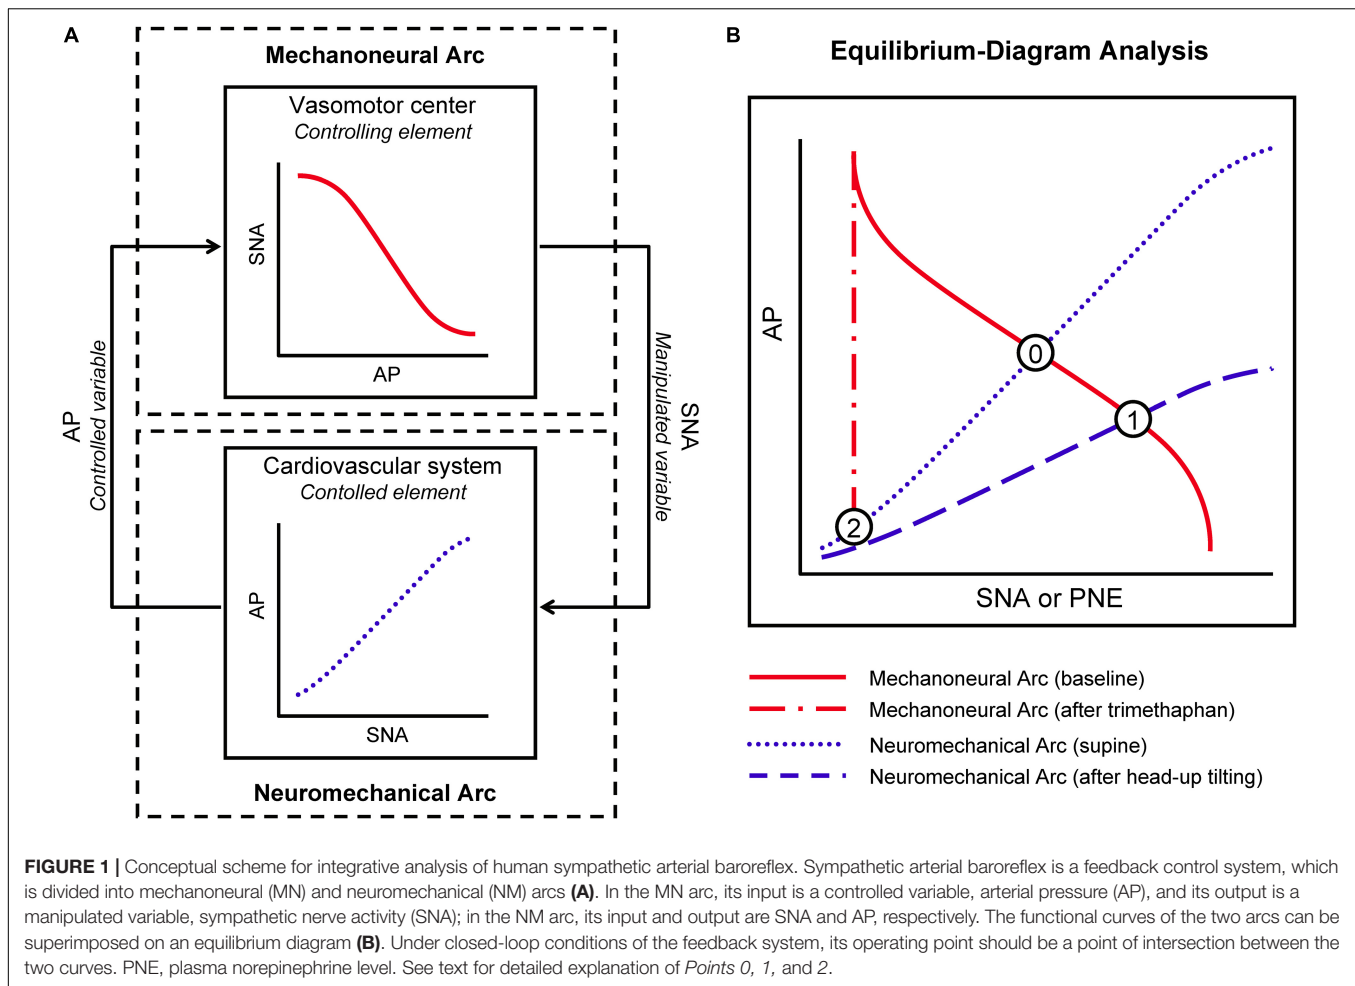 A
Mechanoneural Arc
Vasomotor center
Controlling element
SNA
AP
AP
Controlled variable
Manipulated variable
SNA
Cardiovascular system
Contolled element
AP
SNA
Neuromechanical Arc
B
Equilibrium-Diagram Analysis
AP
0
1
2
SNA or PNE
Mechanoneural Arc (baseline)
Mechanoneural Arc (after trimethaphan)
Neuromechanical Arc (supine)
Neuromechanical Arc (after head-up tilting)
FIGURE 1 | Conceptual scheme for integrative analysis of human sympathetic arterial baroreflex. Sympathetic arterial baroreflex is a feedback control system, which
is divided into mechanoneural (MN) and neuromechanical (NM) arcs (A). In the MN arc, its input is a controlled variable, arterial pressure (AP), and its output is a
manipulated variable, sympathetic nerve activity (SNA); in the NM arc, its input and output are SNA and AP, respectively. The functional curves of the two arcs can be
superimposed on an equilibrium diagram (B). Under closed-loop conditions of the feedback system, its operating point should be a point of intersection between the
two curves. PNE, plasma norepinephrine level. See text for detailed explanation of Points 0, 1, and 2.